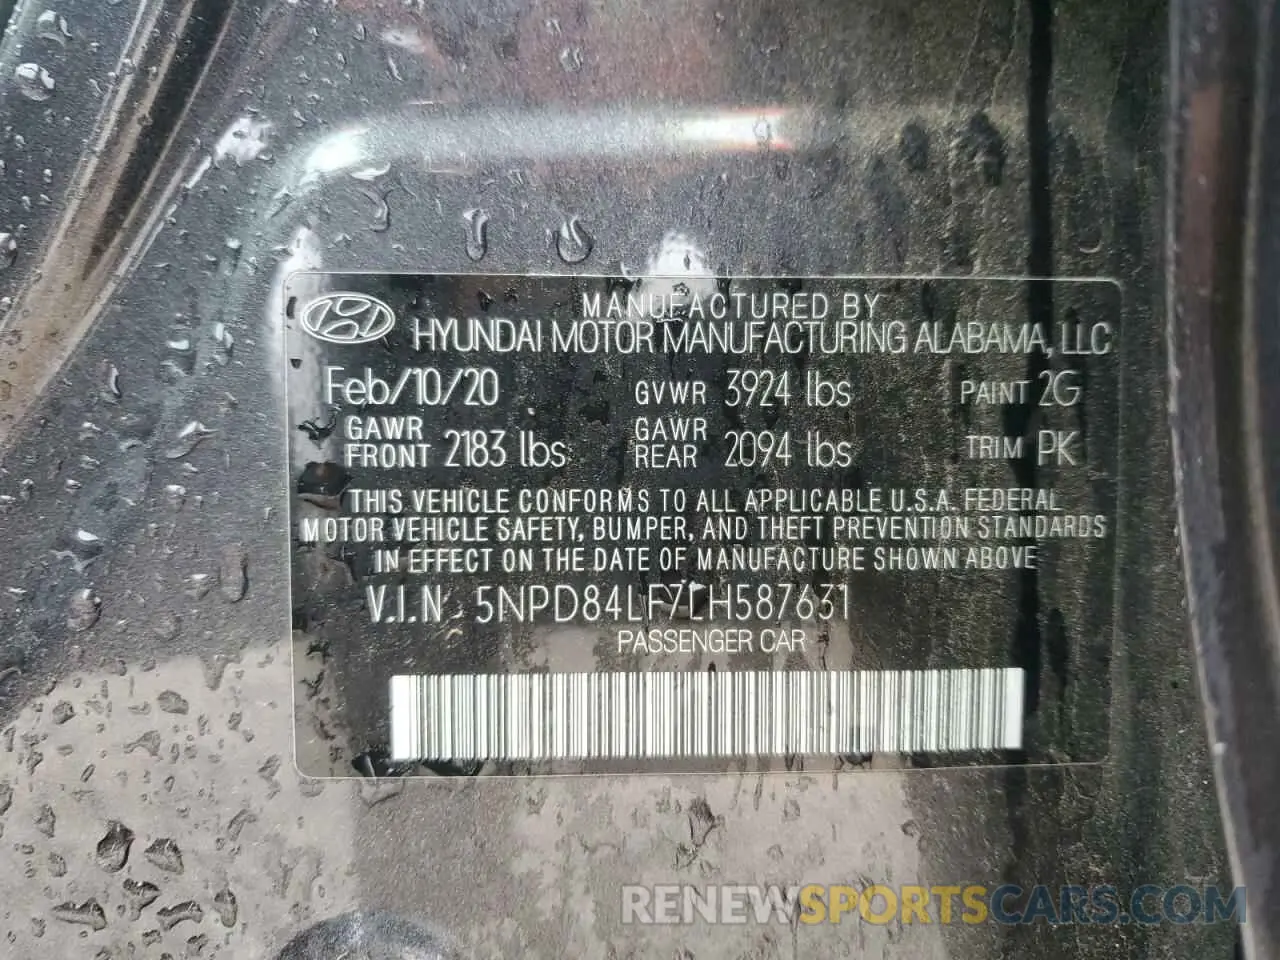 MANUFACTURED BY
HYUNDAI MOTOR MANUFACTURING ALABAMA, LLC
Feb/10/20 GVWR 3924 lbs PAINT 2G
GAWR FRONT 2183 lbs GAWR REAR 2094 lbs TRIM PK
THIS VEHICLE CONFORMS TO ALL APPLICABLE U.S.A. FEDERAL
MOTOR VEHICLE SAFETY, BUMPER, AND THEFT PREVENTION STANDARDS
IN EFFECT ON THE DATE OF MANUFACTURE SHOWN ABOVE
V.I.N 5NPD84LF7LH587631
PASSENGER CAR
RENEWSPORTSCARS.COM